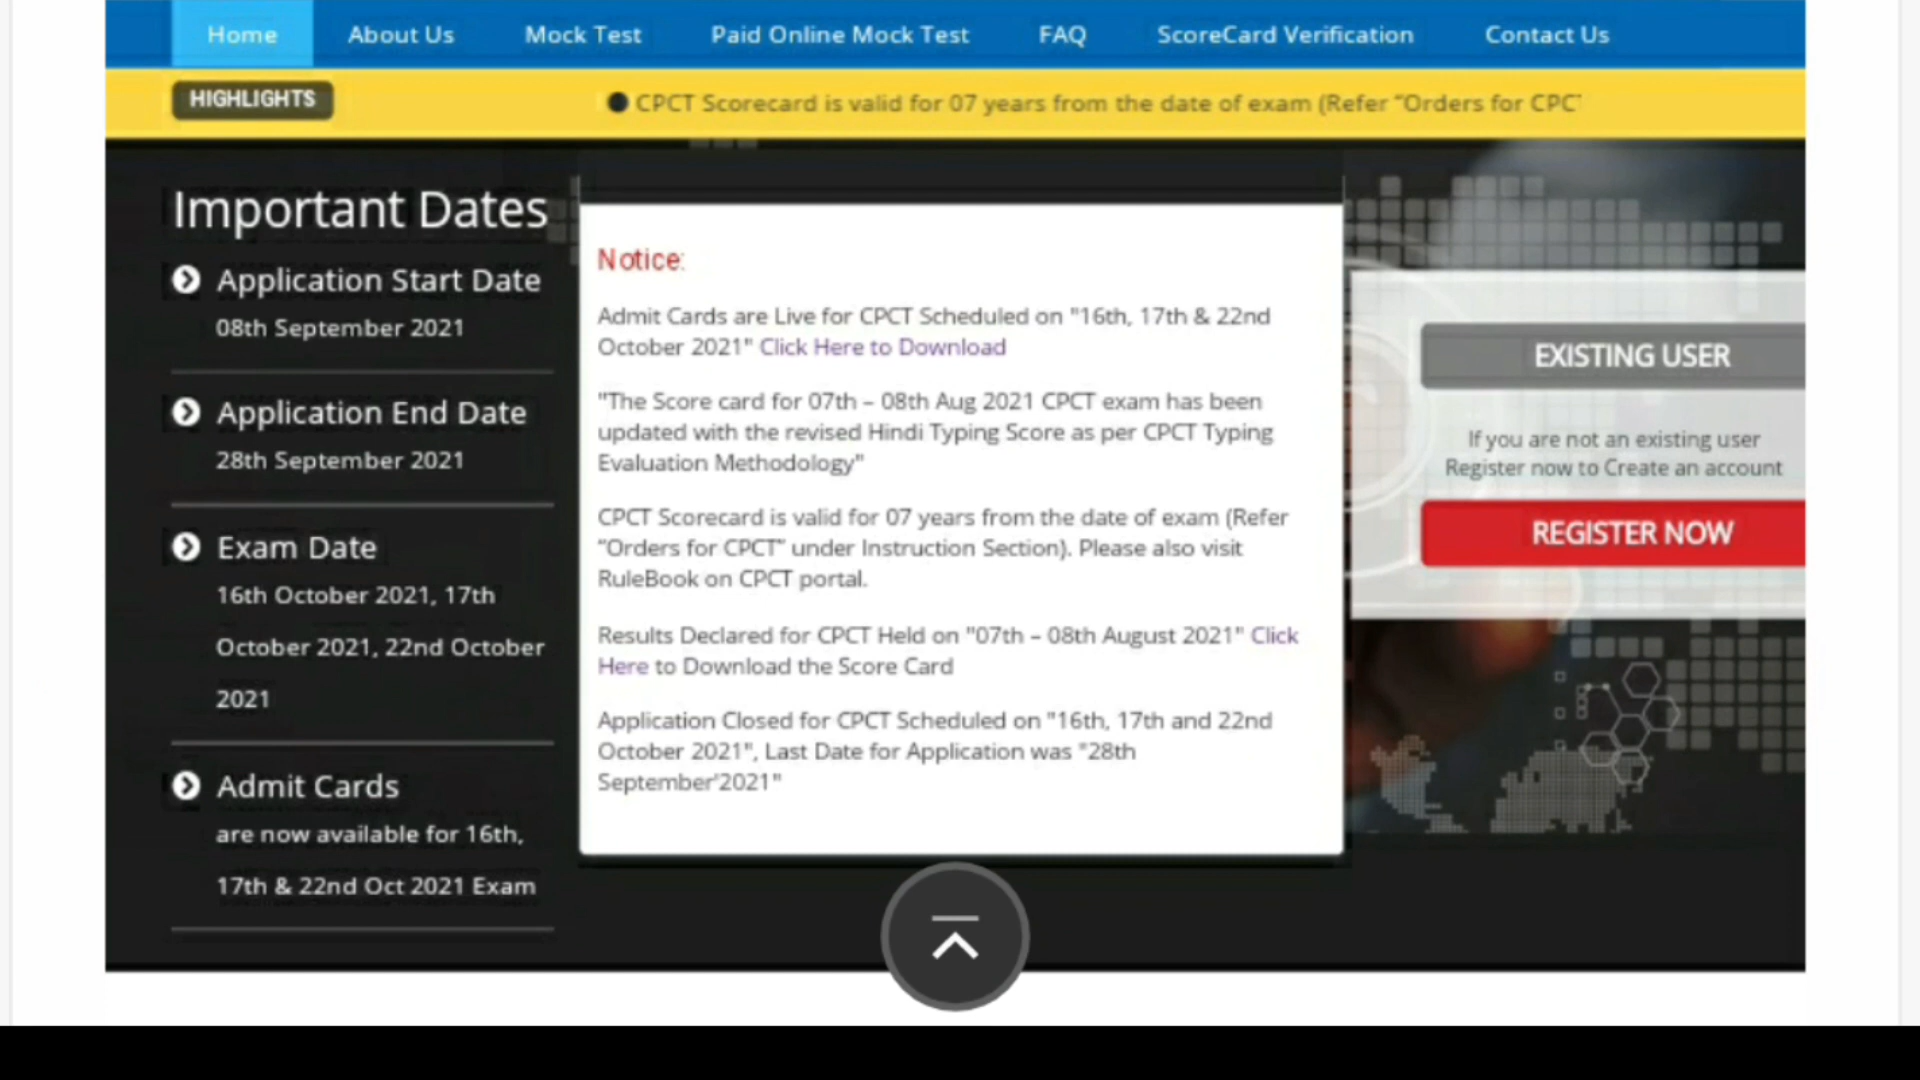 Home About Us Mock Test Paid Online Mock Test FAQ ScoreCard Verification Contact Us
HIGHLIGHTS
CPCT Scorecard is valid for 07 years from the date of exam (Refer "Orders for CPC
Important Dates
Application Start Date
08th September 2021
Application End Date
28th September 2021
Exam Date
16th October 2021, 17th
October 2021, 22nd October
2021
Admit Cards
are now available for 16th,
17th & 22nd Oct 2021 Exam
Notice:
Admit Cards are Live for CPCT Scheduled on "16th, 17th & 22nd
October 2021" Click Here to Download
"The Score card for 07th – 08th Aug 2021 CPCT exam has been
updated with the revised Hindi Typing Score as per CPCT Typing
Evaluation Methodology"
CPCT Scorecard is valid for 07 years from the date of exam (Refer
"Orders for CPCT" under Instruction Section). Please also visit
RuleBook on CPCT portal.
Results Declared for CPCT Held on "07th – 08th August 2021" Click
Here to Download the Score Card
Application Closed for CPCT Scheduled on "16th, 17th and 22nd
October 2021", Last Date for Application was "28th
September'2021"
EXISTING USER
If you are not an existing user
Register now to Create an account
REGISTER NOW